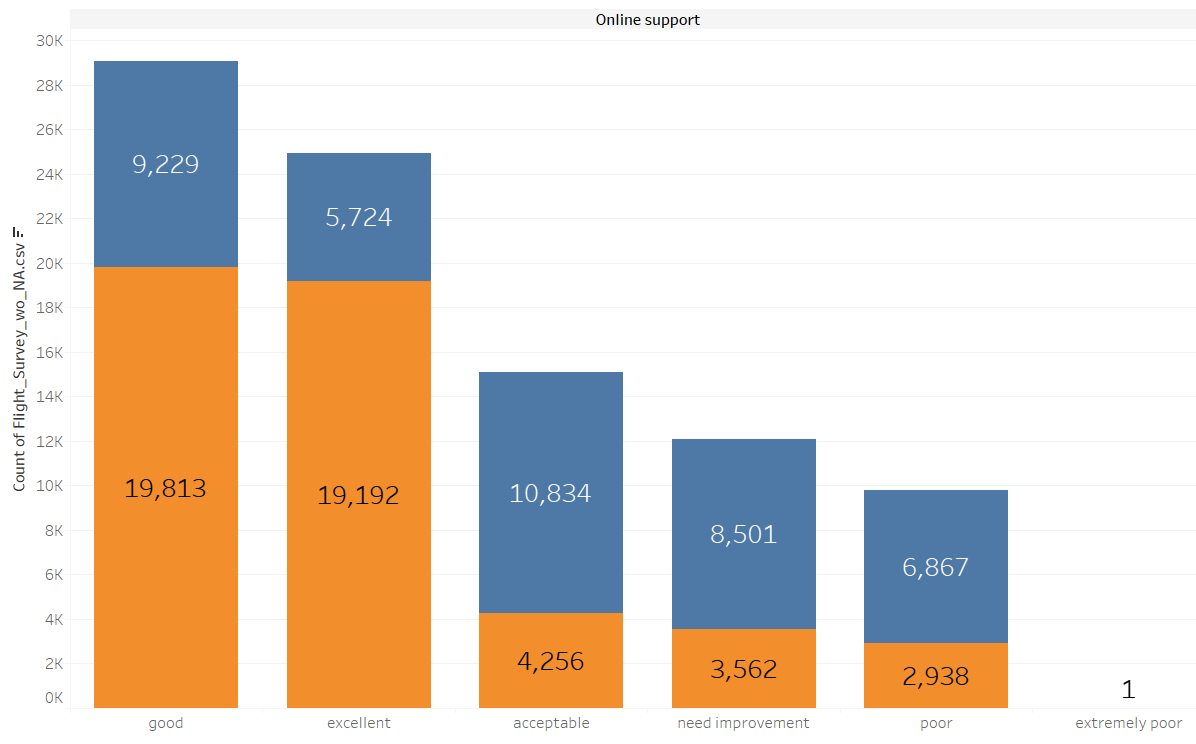 Online support
Count of Flight_Survey_wo_NA.csv
30K
28K
26K
24K
22K
20K
18K
16K
14K
12K
10K
8K
6K
4K
2K
0K
9,229
19,813
5,724
19,192
10,834
4,256
8,501
3,562
6,867
2,938
1
good excellent acceptable need improvement poor extremely poor